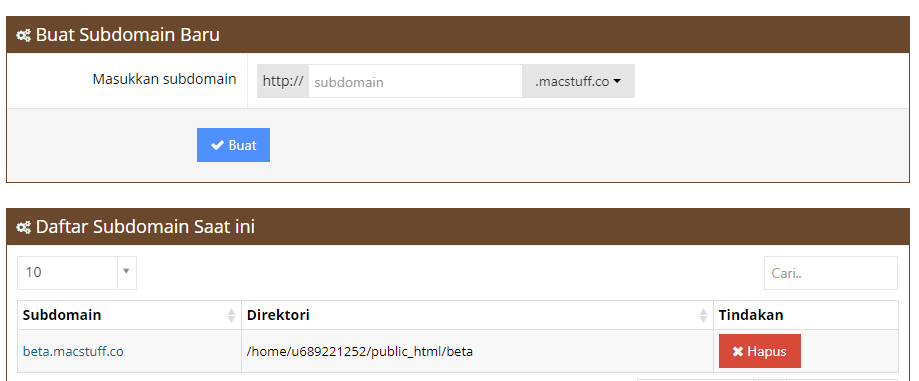 Buat Subdomain Baru
Masukkan subdomain http:// subdomain .macstuff.co
Buat
Daftar Subdomain Saat ini
10 Cari..
Subdomain Direktori Tindakan
beta.macstuff.co /home/u689221252/public_html/beta Hapus